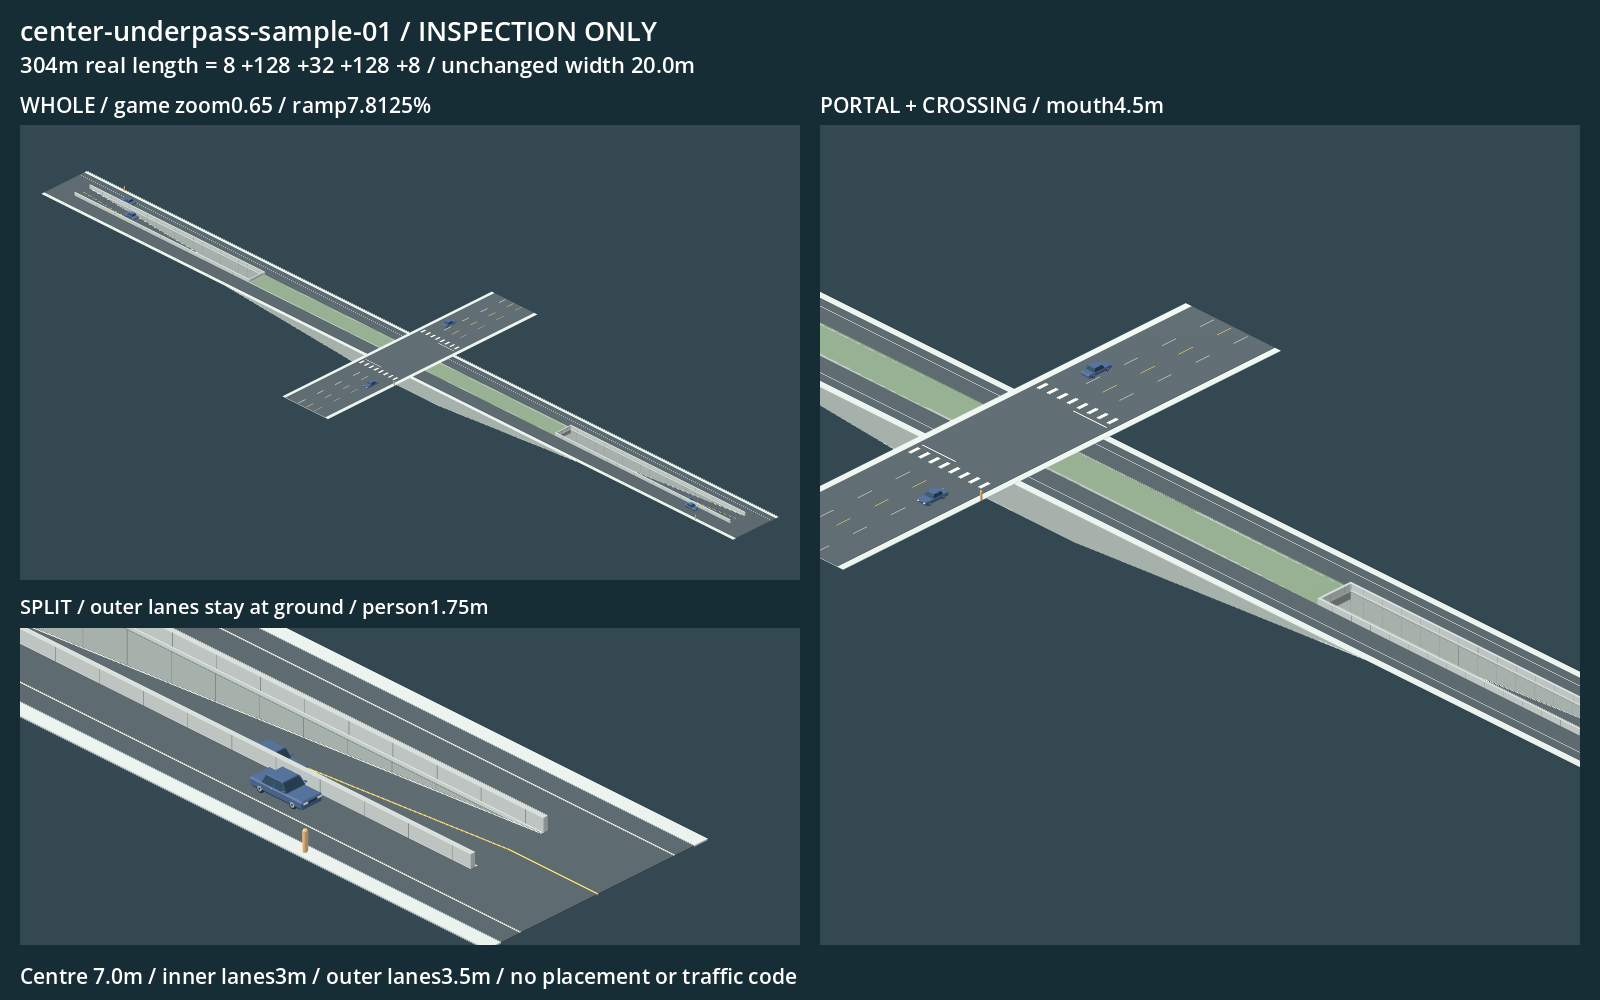 center-underpass-sample-01 / INSPECTION ONLY
304m real length = 8 +128 +32 +128 +8 / unchanged width 20.0m
WHOLE / game zoom0.65 / ramp7.8125%
PORTAL + CROSSING / mouth4.5m
SPLIT / outer lanes stay at ground / person1.75m
Centre 7.0m / inner lanes3m / outer lanes3.5m / no placement or traffic code